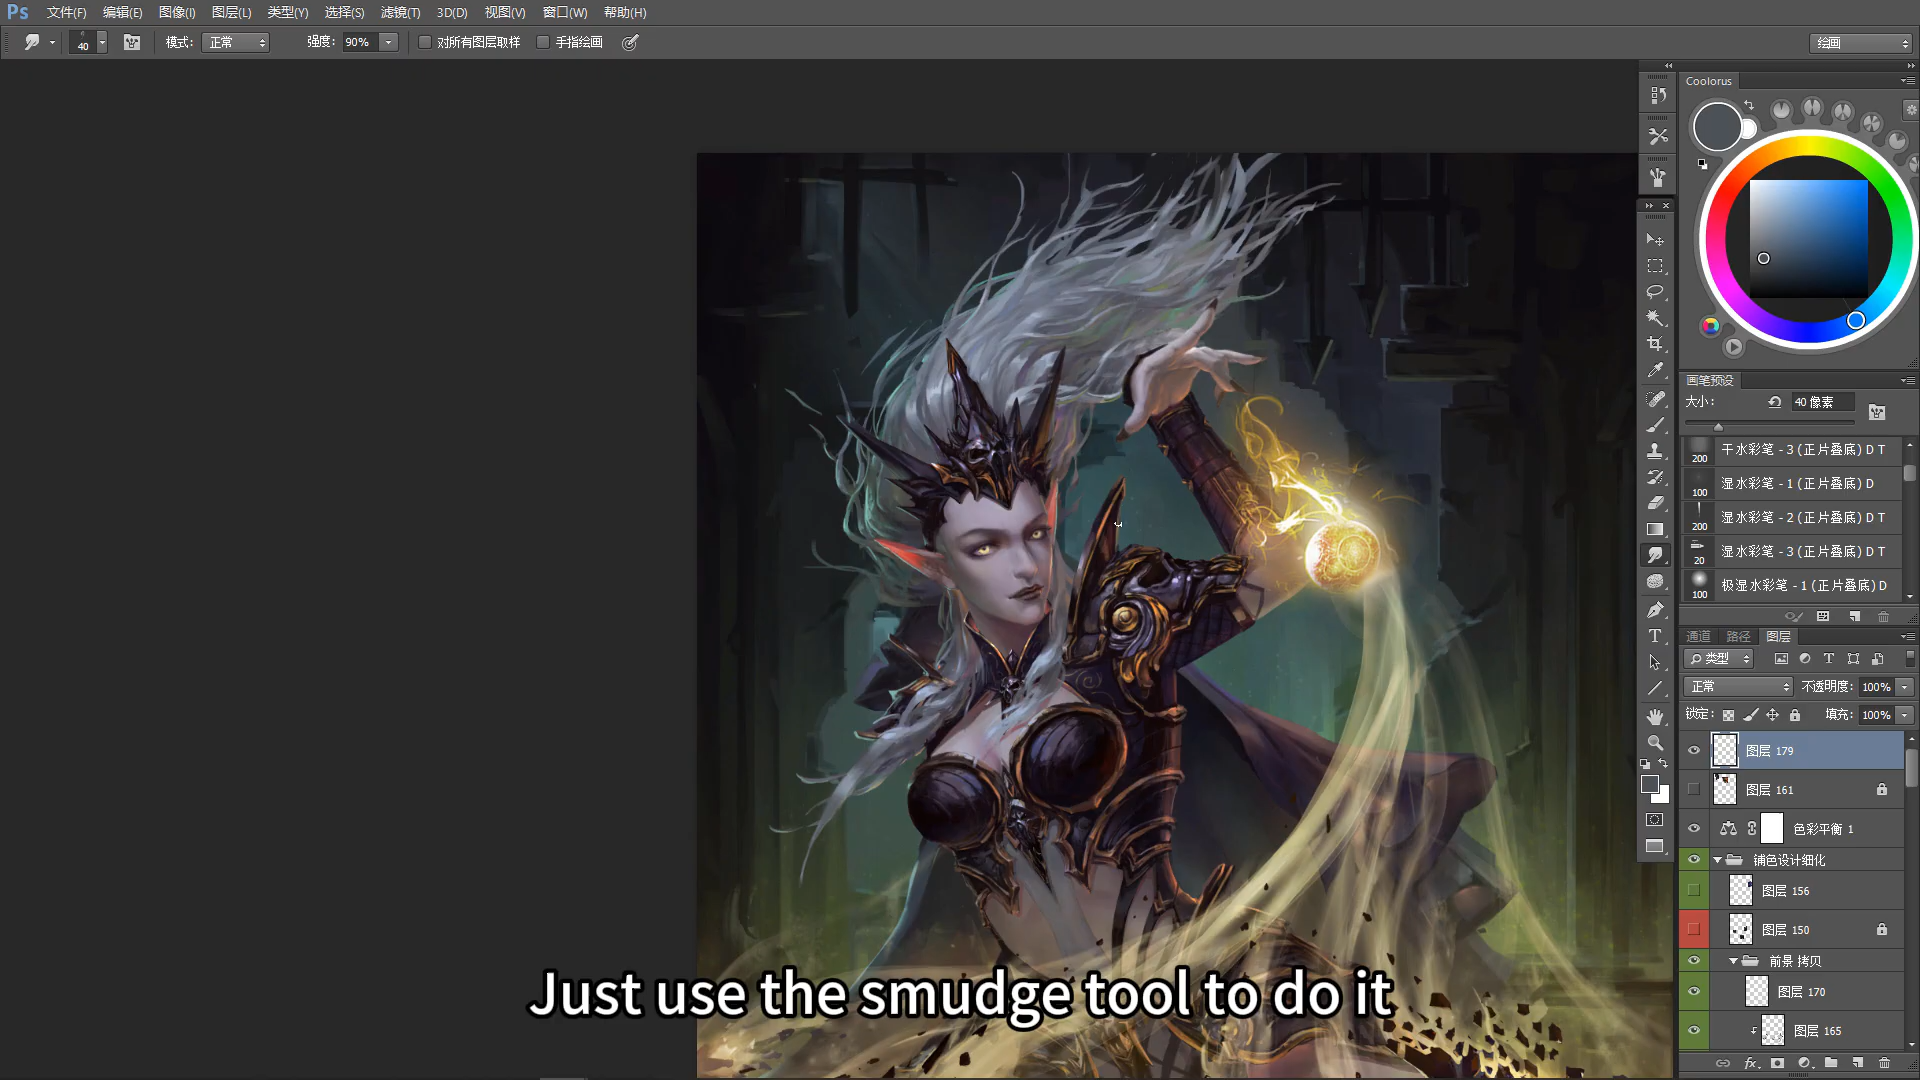 Ps 文件(F) 编辑(E) 图像(I) 图层(L) 类型(Y) 选择(S) 滤镜(T) 3D(D) 视图(V) 窗口(W) 帮助(H)
40 模式: 正常 强度: 90% 对所有图层取样 手指绘画 绘画
Coolorus
画笔预设
大小: 40 像素
200 干水彩笔 - 3 (正片叠底) D T
100 湿水彩笔 - 1 (正片叠底) D
200 湿水彩笔 - 2 (正片叠底) D T
20 湿水彩笔 - 3 (正片叠底) D T
100 极湿水彩笔 - 1 (正片叠底) D
通道 路径 图层
类型
正常 不透明度: 100%
锁定: 填充: 100%
图层 179
图层 161
色彩平衡 1
铺色设计细化
图层 156
图层 150
前景 拷贝
图层 170
图层 165
Just use the smudge tool to do it